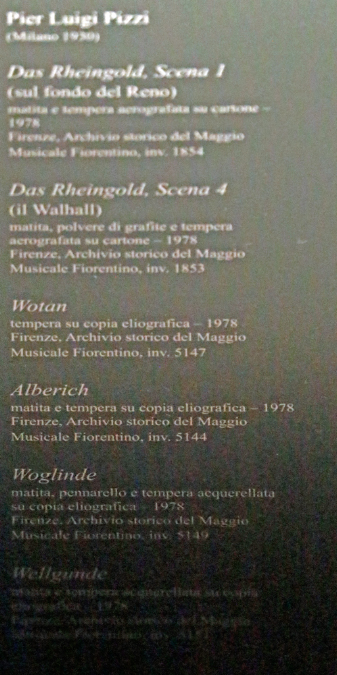 Pier Luigi Pizzi
(Milano 1930)
Das Rheingold, Scena 1
(sul fondo del Reno)
matita e tempera aerografata su cartone –
1978
Firenze, Archivio storico del Maggio
Musicale Fiorentino, inv. 1854
Das Rheingold, Scena 4
(il Walhall)
matita, polvere di grafite e tempera
aerografata su cartone – 1978
Firenze, Archivio storico del Maggio
Musicale Fiorentino, inv. 1853
Wotan
tempera su copia eliografica – 1978
Firenze, Archivio storico del Maggio
Musicale Fiorentino, inv. 5147
Alberich
matita e tempera su copia eliografica – 1978
Firenze, Archivio storico del Maggio
Musicale Fiorentino, inv. 5144
Woglinde
matita, pennarello e tempera acquerellata
su copia eliografica – 1978
Firenze, Archivio storico del Maggio
Musicale Fiorentino, inv. 5149
Wellgunde
matita e tempera acquerellata su copia
eliografica – 1978
Firenze, Archivio storico del Maggio
Musicale Fiorentino, inv.